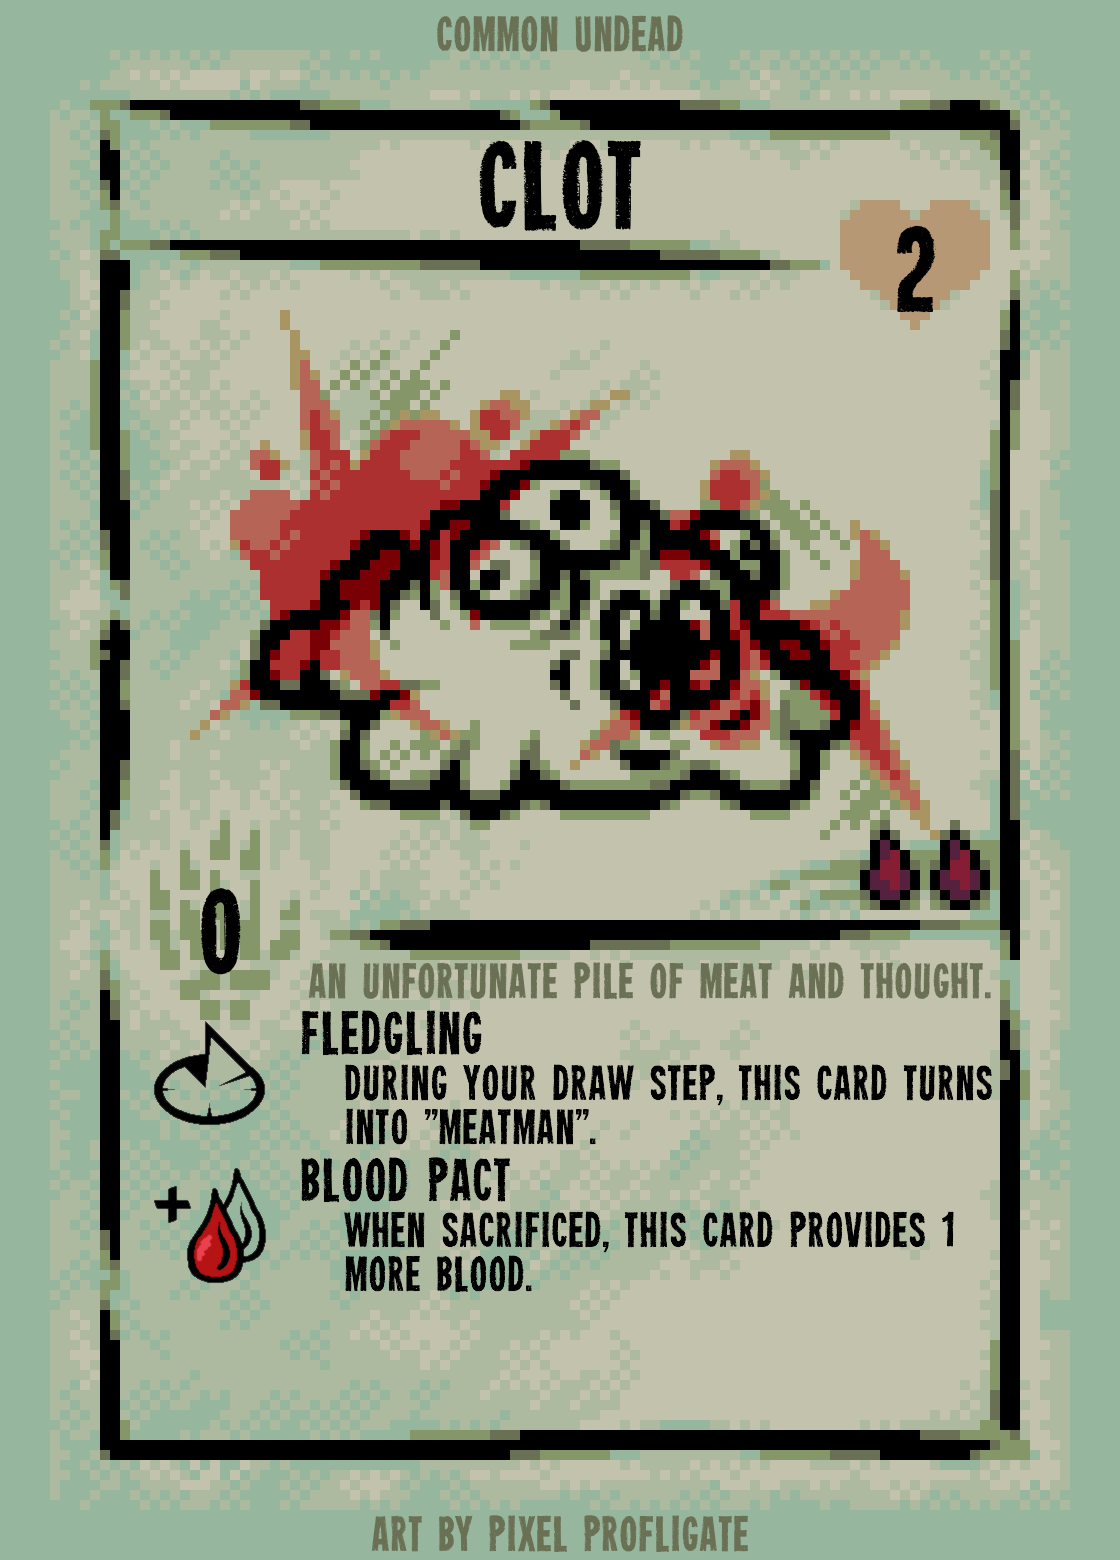 COMMON UNDEAD
CLOT
2
0
AN UNFORTUNATE PILE OF MEAT AND THOUGHT.
FLEDGLING
DURING YOUR DRAW STEP, THIS CARD TURNS
INTO "MEATMAN".
BLOOD PACT
+
WHEN SACRIFICED, THIS CARD PROVIDES 1
MORE BLOOD.
ART BY PIXEL PROFLIGATE